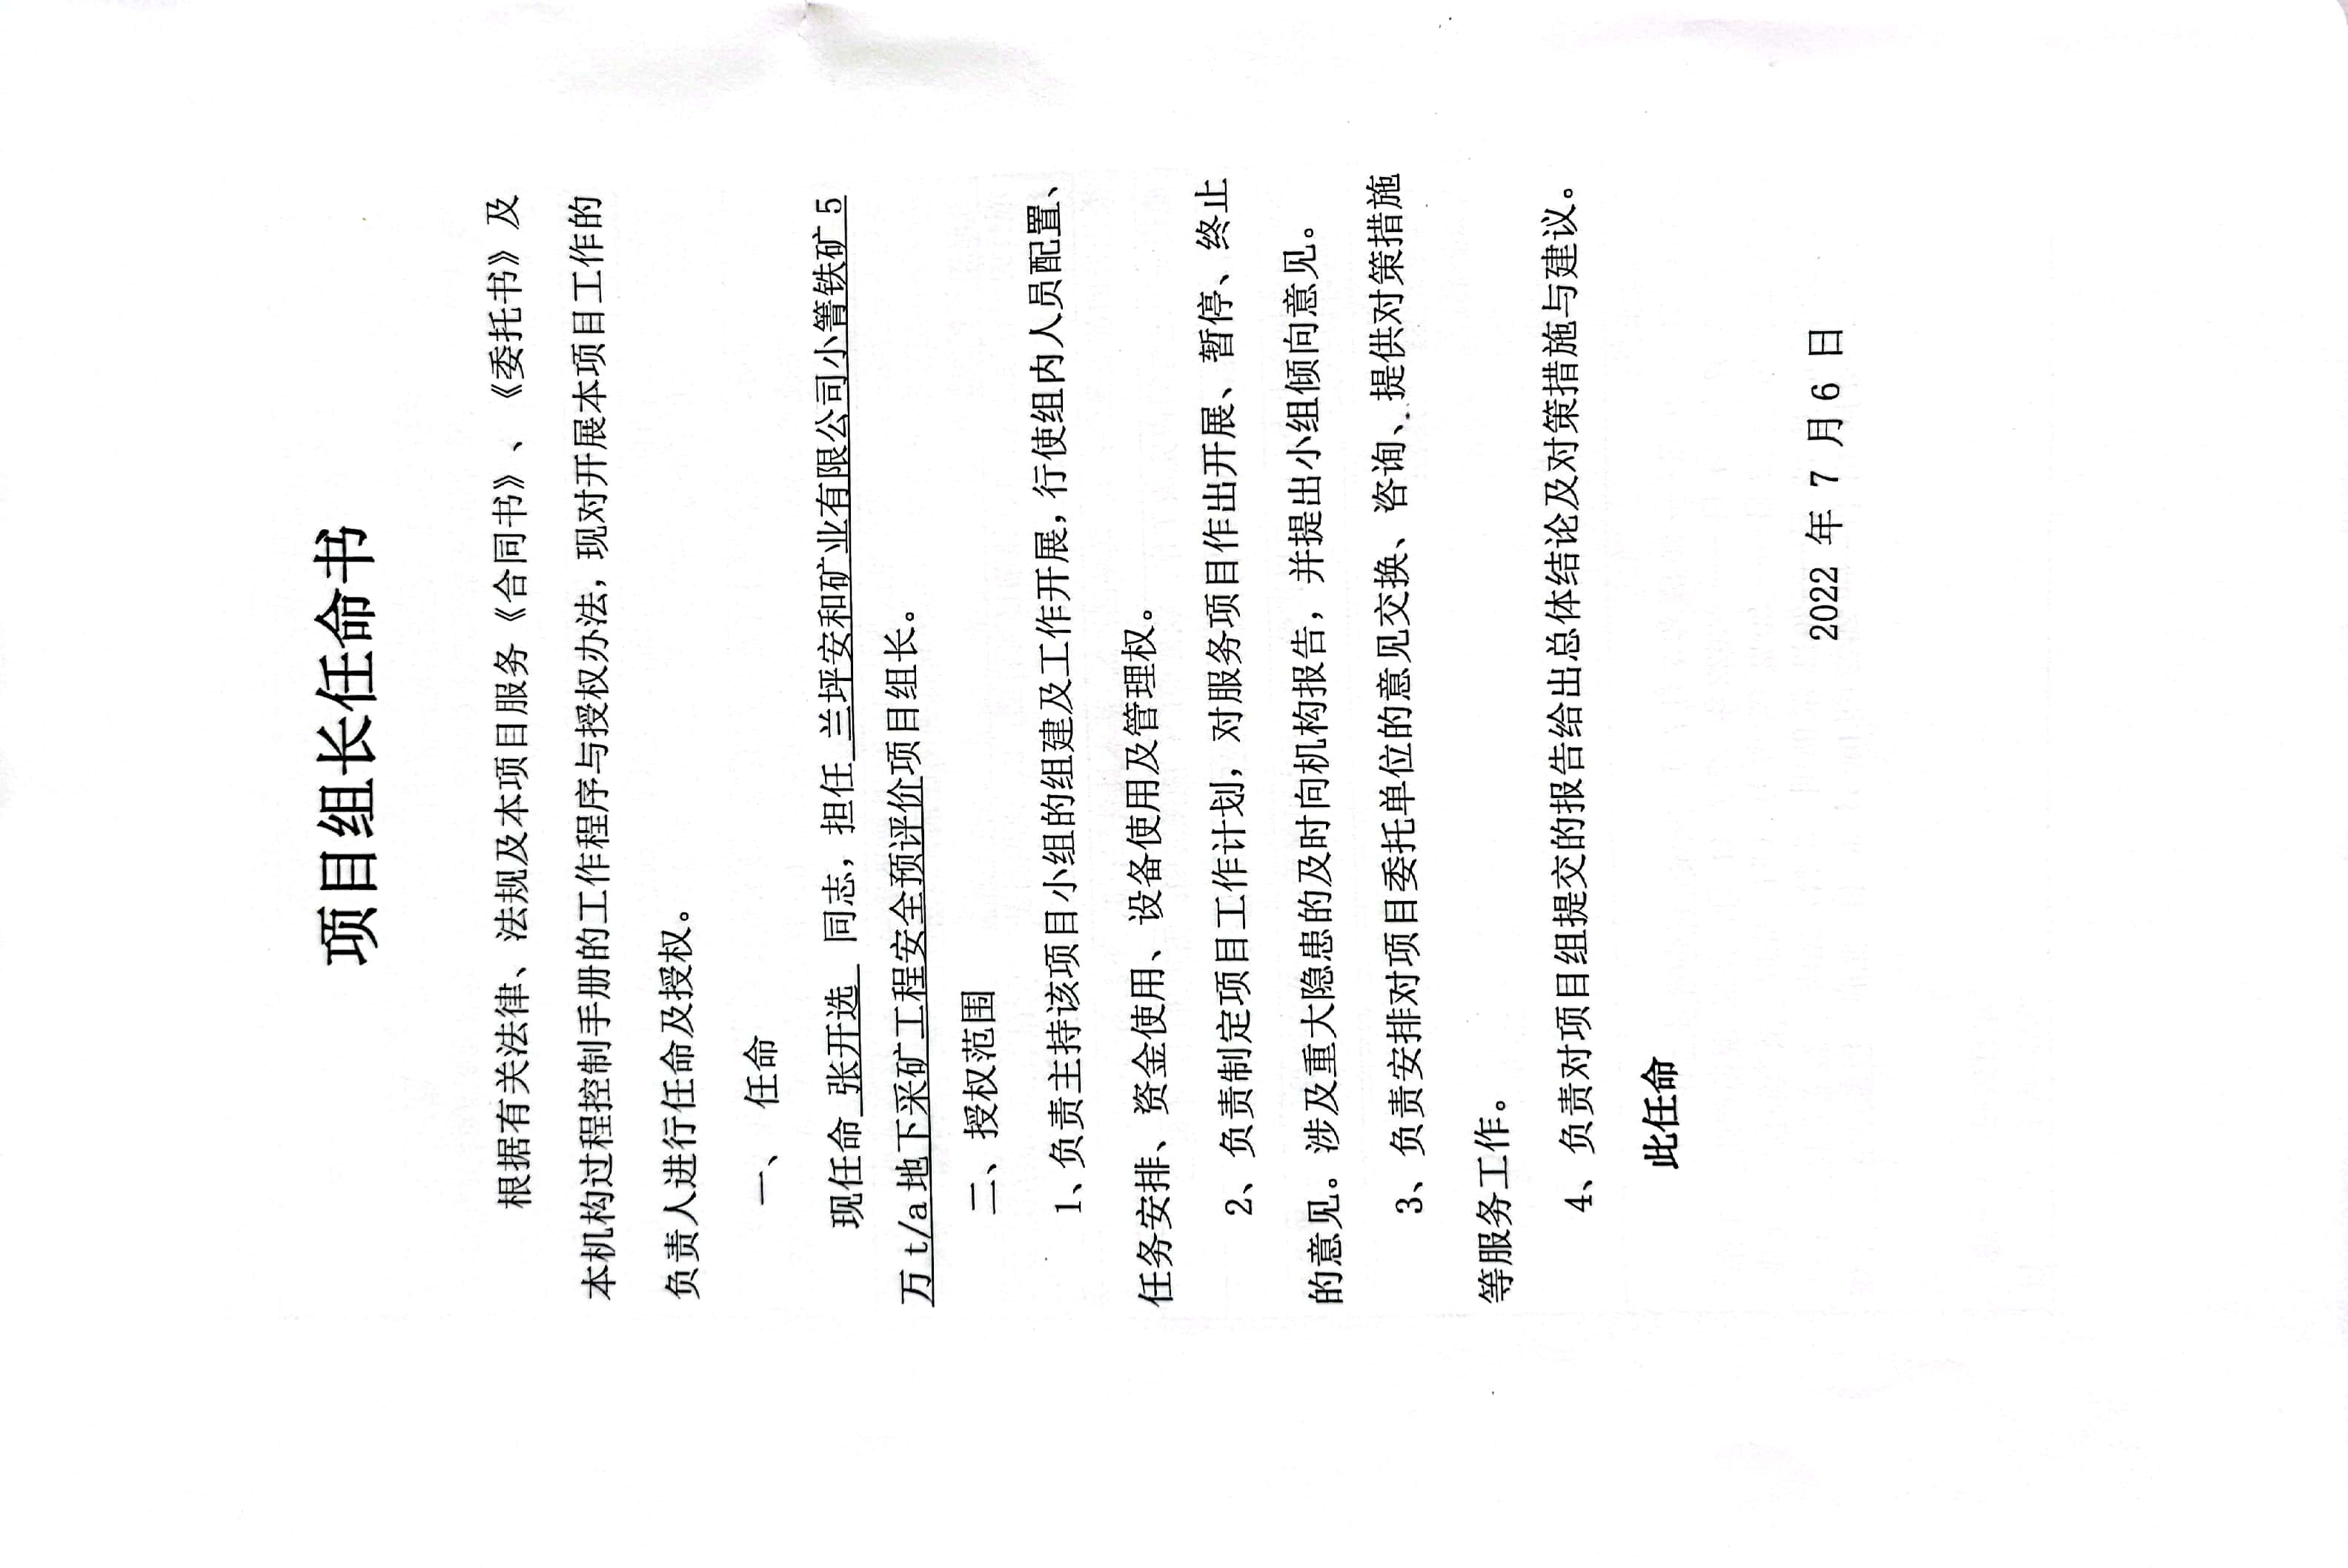 项目组长任命书
根据有关法律、法规及本项目服务《合同书》、《委托书》及
本机构过程控制手册的工作程序与授权办法，现对开展本项目工作的
负责人进行任命及授权。
一、 任命
现任命 张开选 同志，担任 兰坪安和矿业有限公司小箐铁矿 5
万 t/a 地下采矿工程安全预评价项目组长。
二、授权范围
1、负责主持该项目小组的组建及工作开展，行使组内人员配置、
任务安排、资金使用、设备使用及管理权。
2、负责制定项目工作计划，对服务项目作出开展、暂停、终止
的意见。涉及重大隐患的及时向机构报告，并提出小组倾向意见。
3、负责安排对项目委托单位的意见交换、咨询、提供对策措施
等服务工作。
4、负责对项目组提交的报告给出总体结论及对策措施与建议。
此任命
2022 年 7 月 6 日